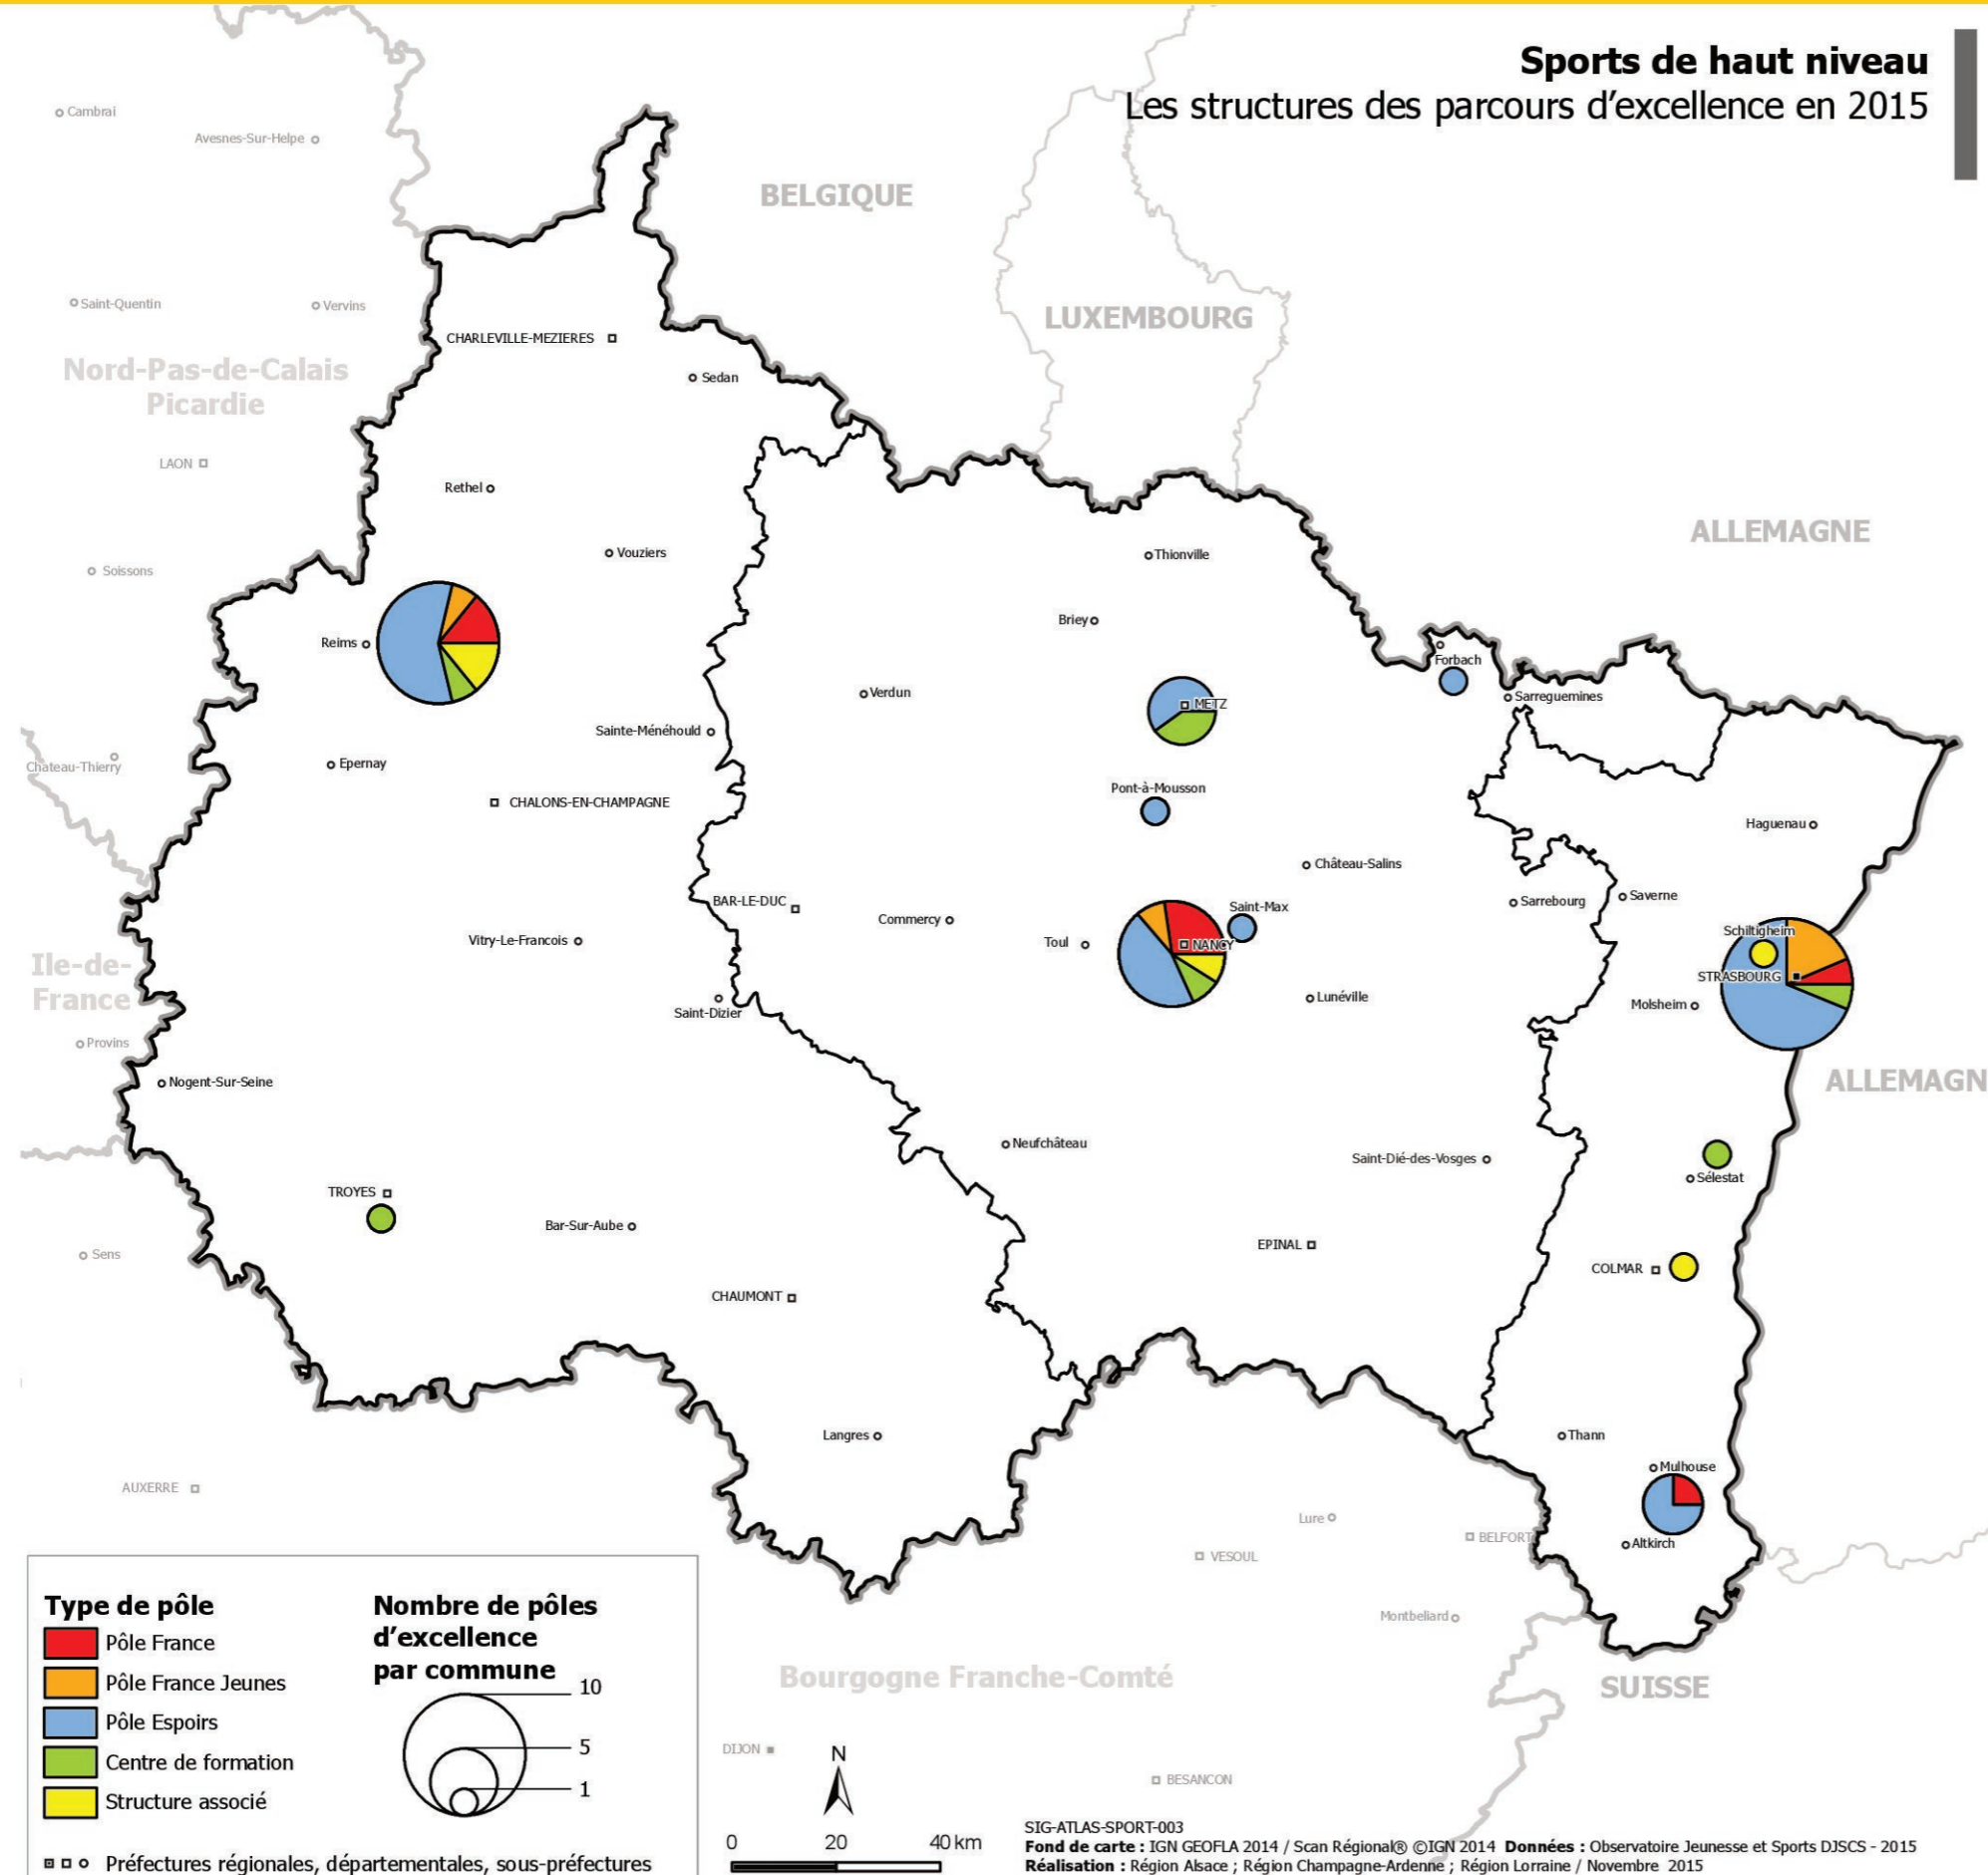 Sports de haut niveau
Les structures des parcours d'excellence en 2015
Cambrai
Avesnes-Sur-Helpe
BELGIQUE
Saint-Quentin
Vervins
LUXEMBOURG
CHARLEVILLE-MEZIERES
Nord-Pas-de-Calais
Picardie
Sedan
LAON
Rethel
ALLEMAGNE
Vouziers
Thionville
Soissons
Briey
Reims
Forbach
Verdun
Sarreguemines
METZ
Sainte-Ménéhould
Chateau-Thierry
Epernay
Pont-à-Mousson
CHALONS-EN-CHAMPAGNE
Haguenau
Château-Salins
BAR-LE-DUC
Saverne
Sarrebourg
Saint-Max
Commercy
Schiltigheim
Vitry-Le-Francois
Toul
NANCY
Ile-de-
France
STRASBOURG
Lunéville
Molsheim
Saint-Dizier
Provins
Nogent-Sur-Seine
ALLEMAGN
Neufchâteau
Saint-Dié-des-Vosges
Sélestat
TROYES
Bar-Sur-Aube
EPINAL
Sens
COLMAR
CHAUMONT
Langres
Thann
Mulhouse
AUXERRE
Lure
BELFORT
Altkirch
VESOUL
Montbeliard
Bourgogne Franche-Comté
SUISSE
DIJON
BESANCON
Type de pôle
Pôle France
Pôle France Jeunes
Pôle Espoirs
Centre de formation
Structure associé
Nombre de pôles
d'excellence
par commune
10
5
1
Préfectures régionales, départementales, sous-préfectures
N
0 20 40 km
SIG-ATLAS-SPORT-003
Fond de carte : IGN GEOFLA 2014 / Scan Régional® ©IGN 2014 Données : Observatoire Jeunesse et Sports DJSCS - 2015
Réalisation : Région Alsace ; Région Champagne-Ardenne ; Région Lorraine / Novembre 2015